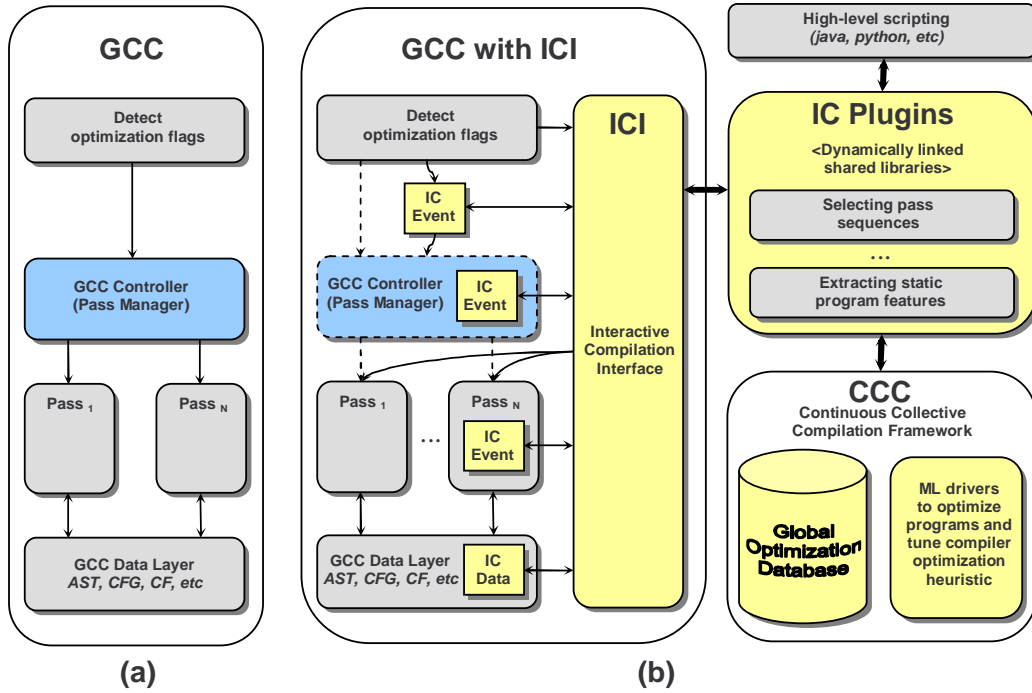 GCC
Detect
optimization flags
GCC Controller
(Pass Manager)
Pass 1
Pass N
GCC Data Layer
AST, CFG, CF, etc
(a)
GCC with ICI
Detect
optimization flags
IC
Event
GCC Controller
(Pass Manager)
IC
Event
Pass 1
...
Pass N
IC
Event
GCC Data Layer
AST, CFG, CF, etc
IC
Data
ICI
Interactive
Compilation
Interface
High-level scripting
(java, python, etc)
IC Plugins
<Dynamically linked
shared libraries>
Selecting pass
sequences
...
Extracting static
program features
CCC
Continuous Collective
Compilation Framework
Global
Optimization
Database
ML drivers
to optimize
programs and
tune compiler
optimization
heuristic
(b)